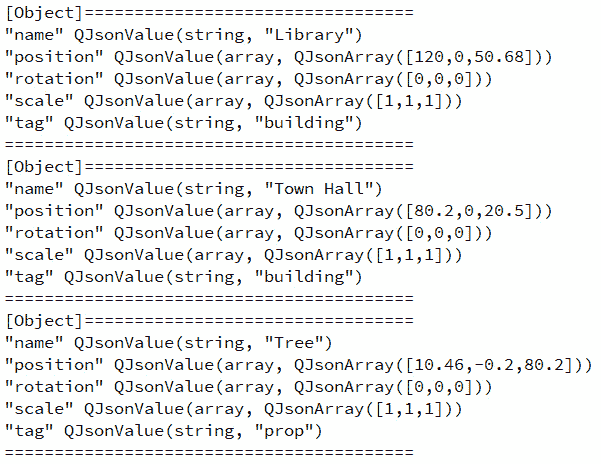 [Object]=================================
"name" QJsonValue(string, "Library")
"position" QJsonValue(array, QJsonArray([120,0,50.68]))
"rotation" QJsonValue(array, QJsonArray([0,0,0]))
"scale" QJsonValue(array, QJsonArray([1,1,1]))
"tag" QJsonValue(string, "building")
=========================================
[Object]=================================
"name" QJsonValue(string, "Town Hall")
"position" QJsonValue(array, QJsonArray([80.2,0,20.5]))
"rotation" QJsonValue(array, QJsonArray([0,0,0]))
"scale" QJsonValue(array, QJsonArray([1,1,1]))
"tag" QJsonValue(string, "building")
=========================================
[Object]=================================
"name" QJsonValue(string, "Tree")
"position" QJsonValue(array, QJsonArray([10.46,-0.2,80.2]))
"rotation" QJsonValue(array, QJsonArray([0,0,0]))
"scale" QJsonValue(array, QJsonArray([1,1,1]))
"tag" QJsonValue(string, "prop")
=========================================